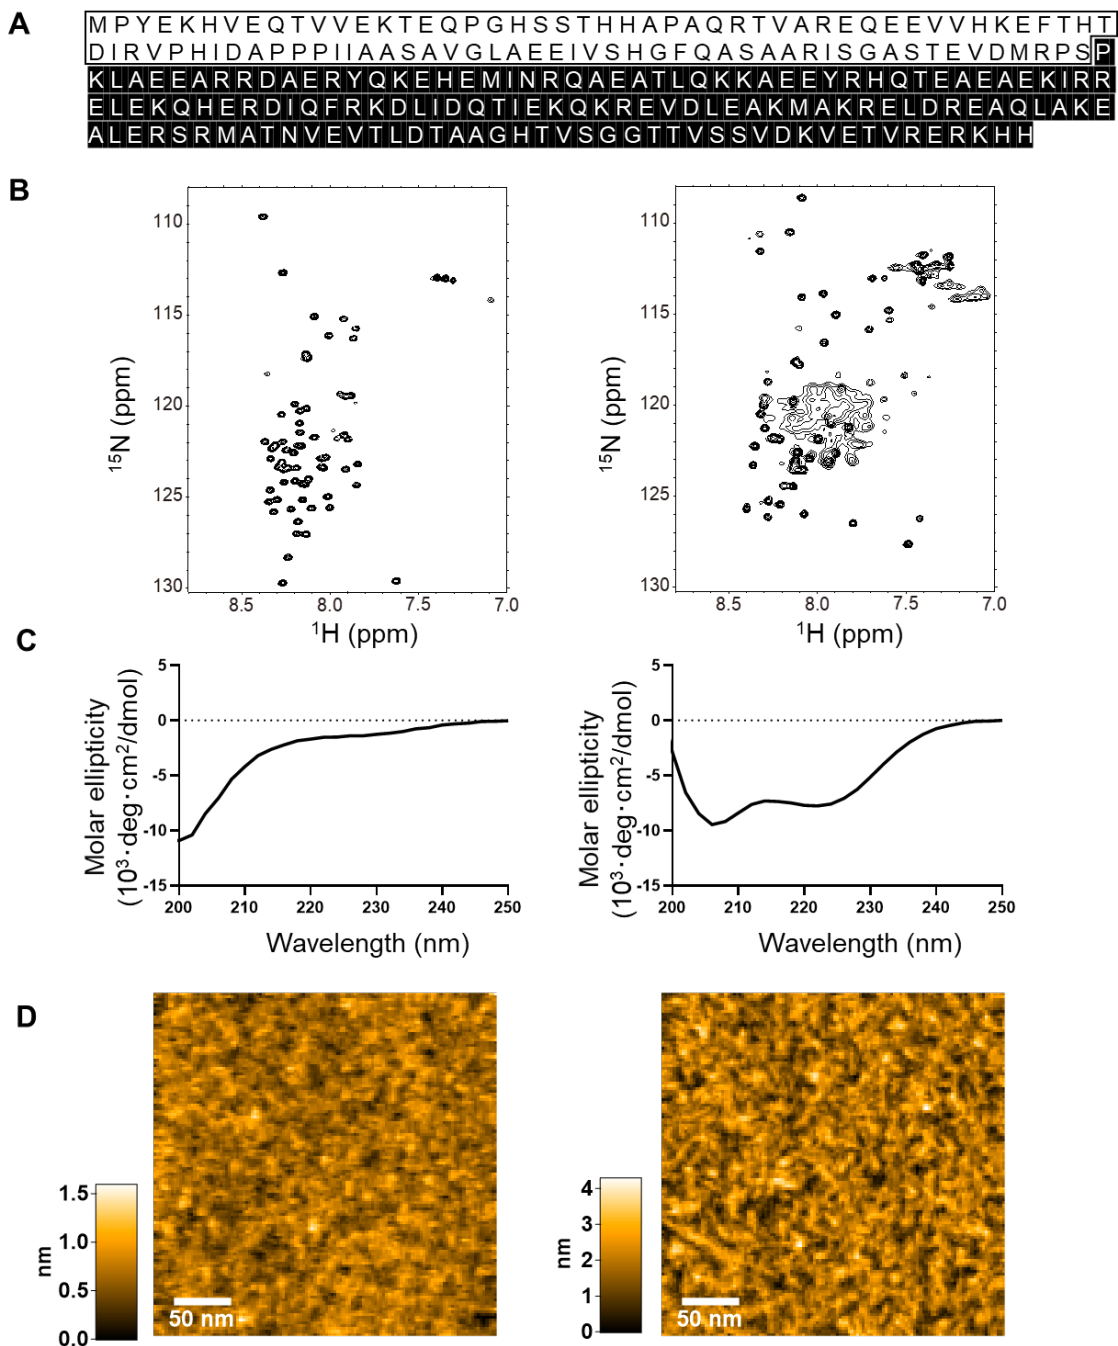 A
MPYEKHVEQTVVEKTEQPGHSSTHHAPAQRTVAREQEEVVHKEFTHT
DIRVPHIDAPPPIIAASAVGLAEEIVSHGFQASAARISGASTEVDMRPSP
KLAEEARRDAERYQKEHEMINRQAEATLQKKAEEYRHQTEAEAEKIRR
ELEKQHERDIQFRKDLIDQTIEKQKREVDLEAKMAKRELDREAQLAKE
ALERSRMATNVEVTLDTAAGHTVSGGTTVSSVDKVETVRERKHH
B
110
115
120
125
130
15N (ppm)
8.5 8.0 7.5 7.0
1H (ppm)
110
115
120
125
130
15N (ppm)
8.5 8.0 7.5 7.0
1H (ppm)
C
5
0
-5
-10
-15
Molar ellipticity
(10³·deg·cm²/dmol)
200 210 220 230 240 250
Wavelength (nm)
5
0
-5
-10
-15
Molar ellipticity
(10³·deg·cm²/dmol)
200 210 220 230 240 250
Wavelength (nm)
D
1.5
1.0
0.5
0.0
nm
50 nm
4
3
2
1
0
nm
50 nm